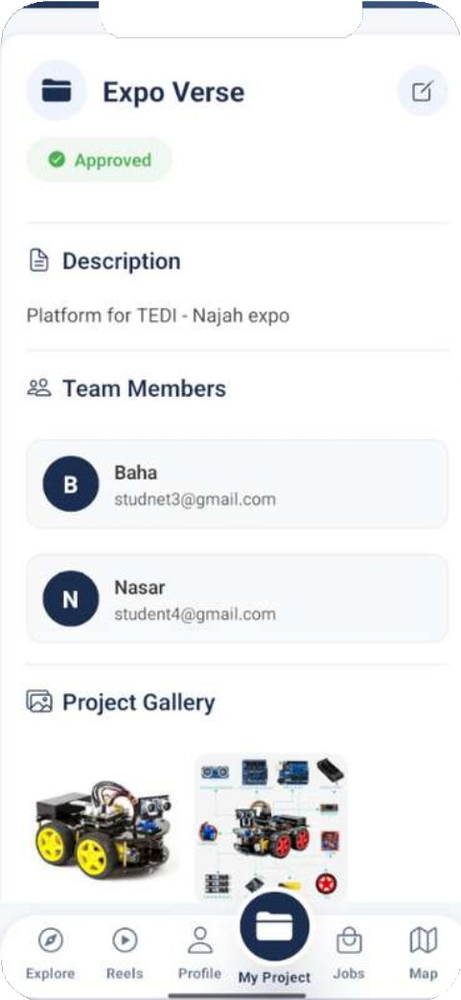 Expo Verse
Approved
Description
Platform for TEDI - Najah expo
Team Members
B
Baha
studnet3@gmail.com
N
Nasar
student4@gmail.com
Project Gallery
Explore
Reels
Profile
My Project
Jobs
Map